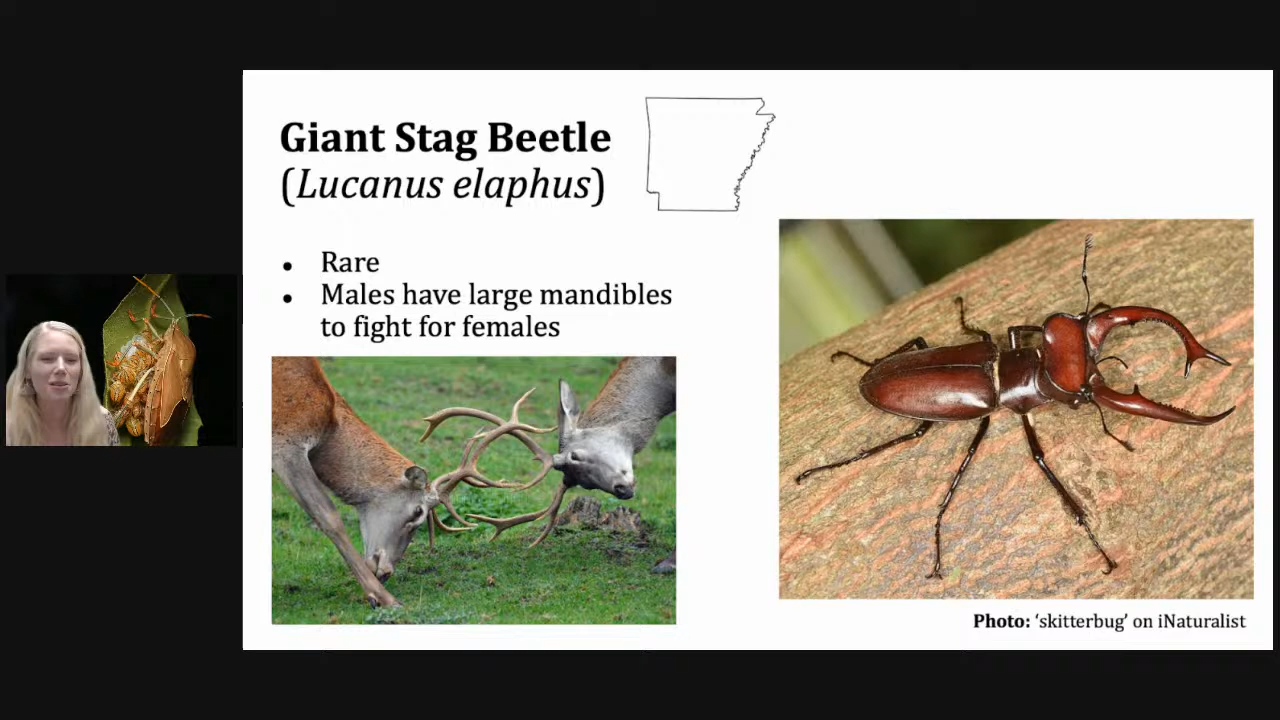 Giant Stag Beetle
(Lucanus elaphus)
● Rare
● Males have large mandibles
to fight for females
Photo: ‘skitterbug’ on iNaturalist